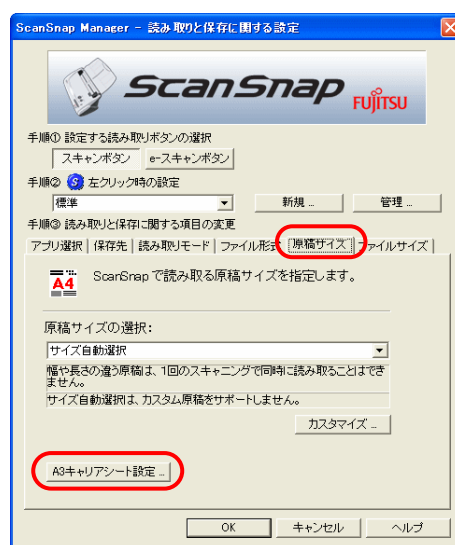 ScanSnap Manager - 読み取りと保存に関する設定
ScanSnap
FUJITSU
手順① 設定する読み取りボタンの選択
スキャンボタン e-スキャンボタン
手順② S 左クリック時の設定
標準 新規 ... 管理 ...
手順③ 読み取りと保存に関する項目の変更
アプリ選択 保存先 読み取りモード ファイル形式 原稿サイズ ファイルサイズ
A4 ScanSnap で読み取る原稿サイズを指定します。
原稿サイズの選択:
サイズ自動選択
幅や長さの違う原稿は、1回のスキャニングで同時に読み取ることはでき
ません。
サイズ自動選択は、カスタム原稿をサポートしません。
カスタマイズ ...
A3キャリアシート設定 ...
OK キャンセル ヘルプ